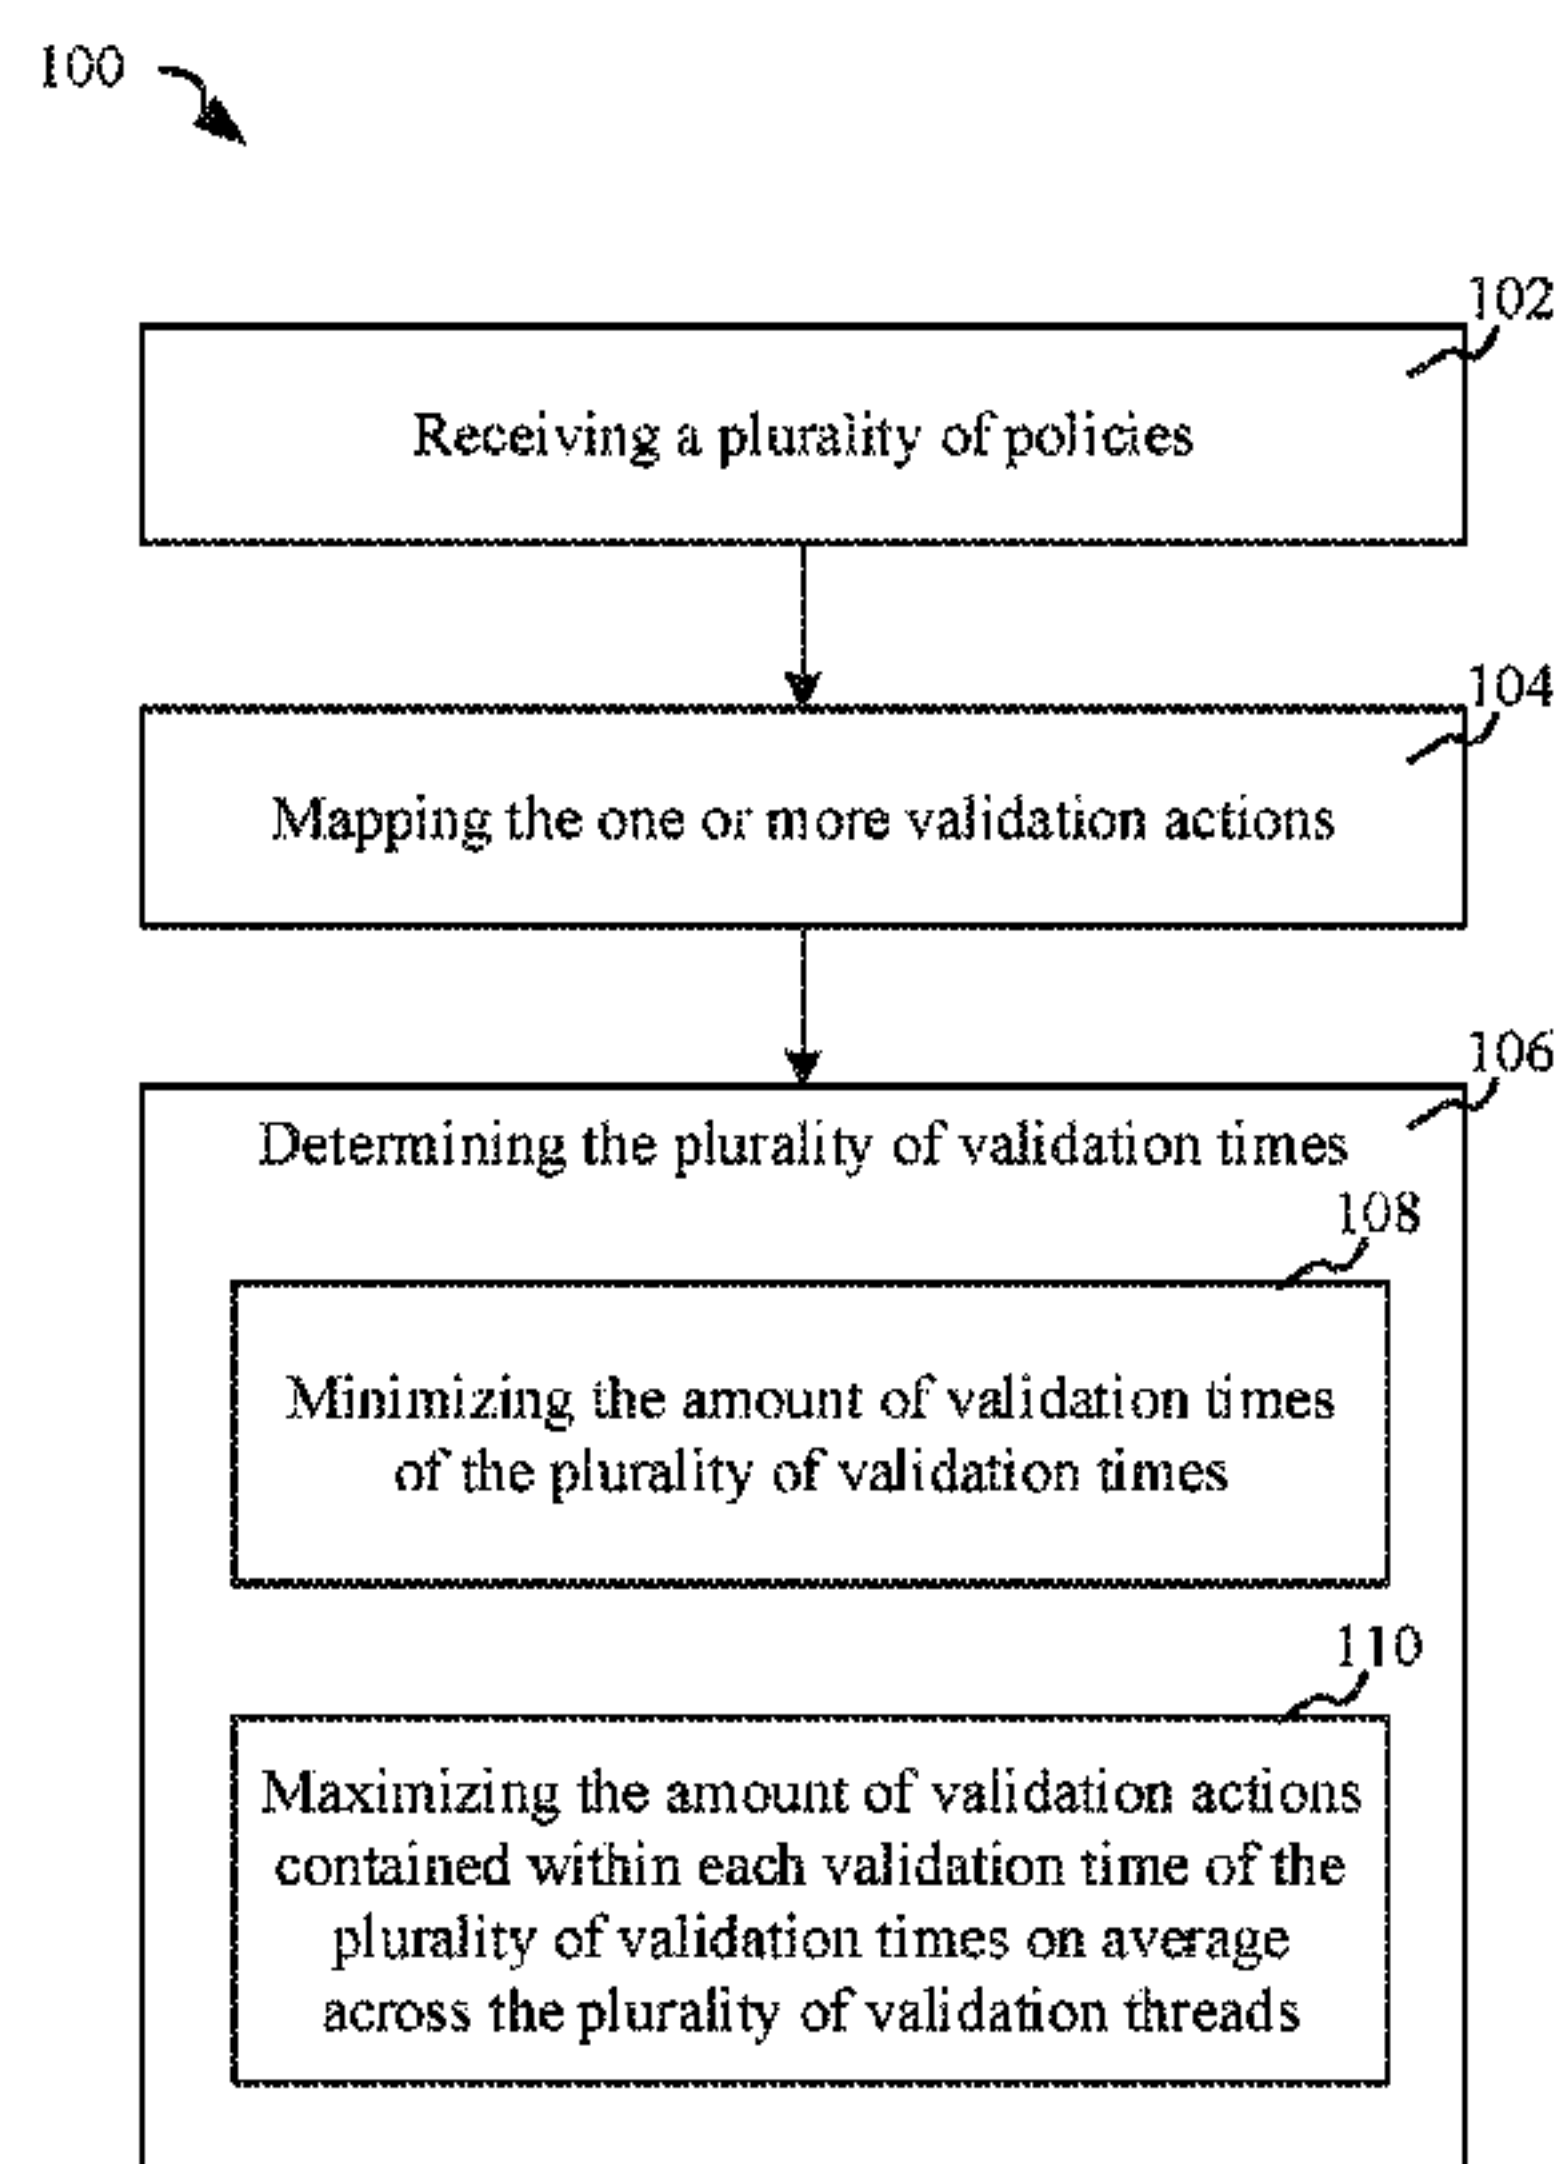 100
102
Receiving a plurality of policies
104
Mapping the one or more validation actions
106
Determining the plurality of validation times
108
Minimizing the amount of validation times
of the plurality of validation times
110
Maximizing the amount of validation actions
contained within each validation time of the
plurality of validation times on average
across the plurality of validation threads